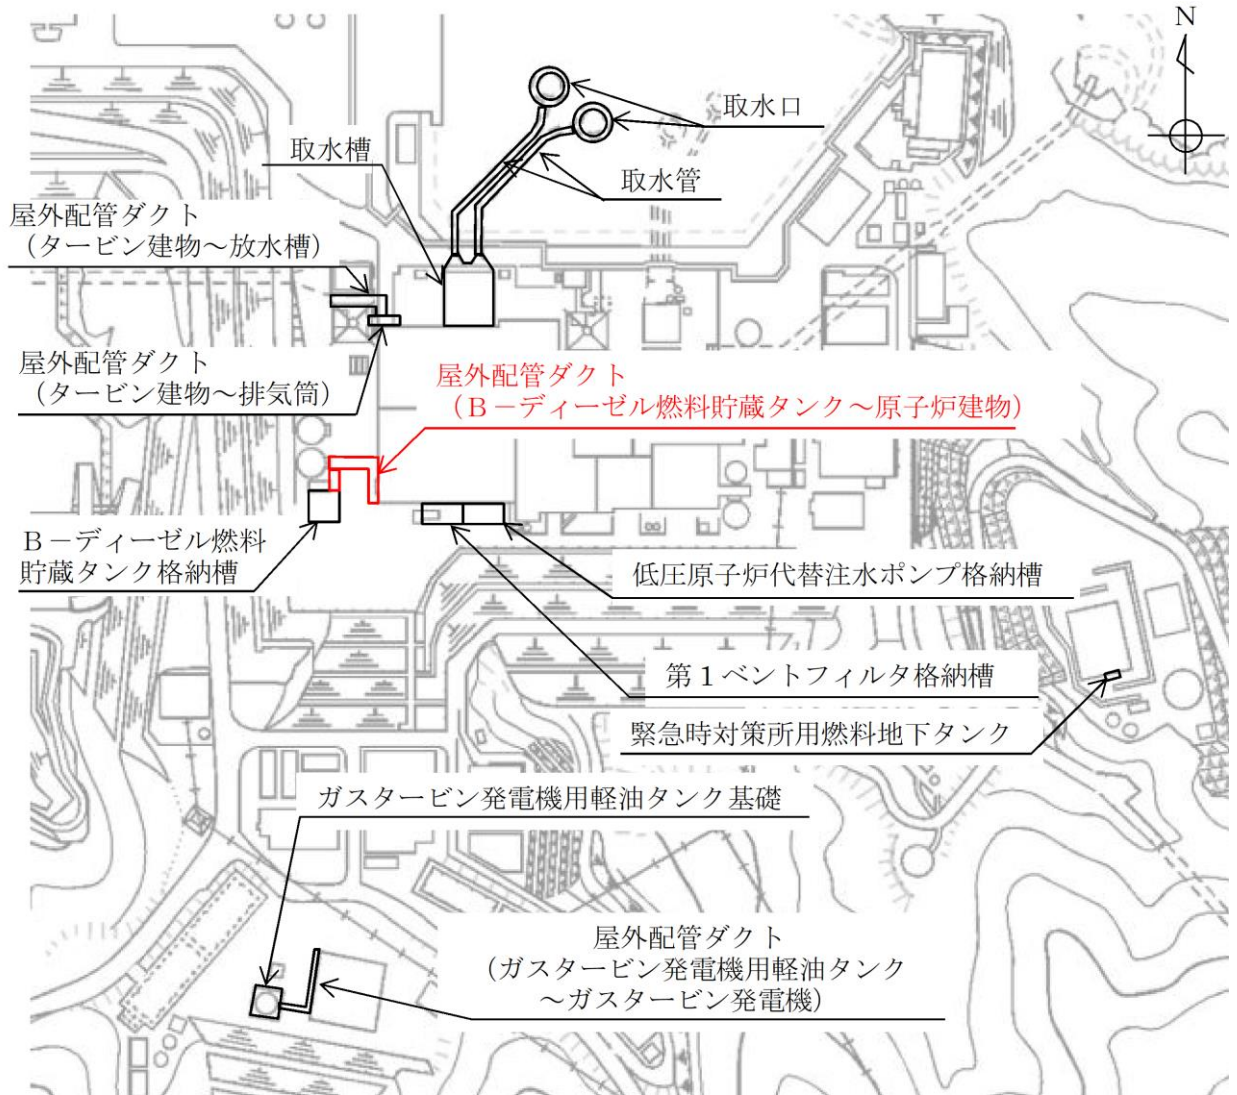 N
取水口
取水槽
取水管
屋外配管ダクト
（タービン建物～放水槽）
屋外配管ダクト
（タービン建物～排気筒）
屋外配管ダクト
（Ｂ－ディーゼル燃料貯蔵タンク～原子炉建物）
Ｂ－ディーゼル燃料
貯蔵タンク格納槽
低圧原子炉代替注水ポンプ格納槽
第１ベントフィルタ格納槽
緊急時対策所用燃料地下タンク
ガスタービン発電機用軽油タンク基礎
屋外配管ダクト
（ガスタービン発電機用軽油タンク
～ガスタービン発電機）